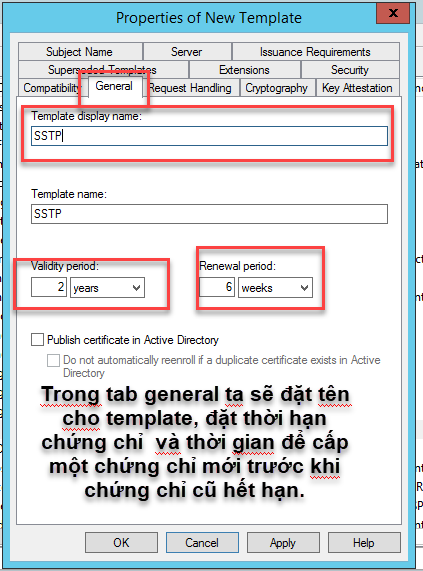 Properties of New Template
x
Subject Name
Server
Issuance Requirements
Superseded Templates
Extensions
Security
Compatibility
General
Request Handling
Cryptography
Key Attestation
Template display name:
SSTP
Template name:
SSTP
Validity period:
Renewal period:
2 years
6 weeks
Publish certificate in Active Directory
Do not automatically reenroll if a duplicate certificate exists in Active
Directory
Trong tab general ta sẽ đặt tên
cho template, đặt thời hạn
chứng chỉ và thời gian để cấp
một chứng chỉ mới trước khi
chứng chỉ cũ hết hạn.
OK
Cancel
Apply
Help